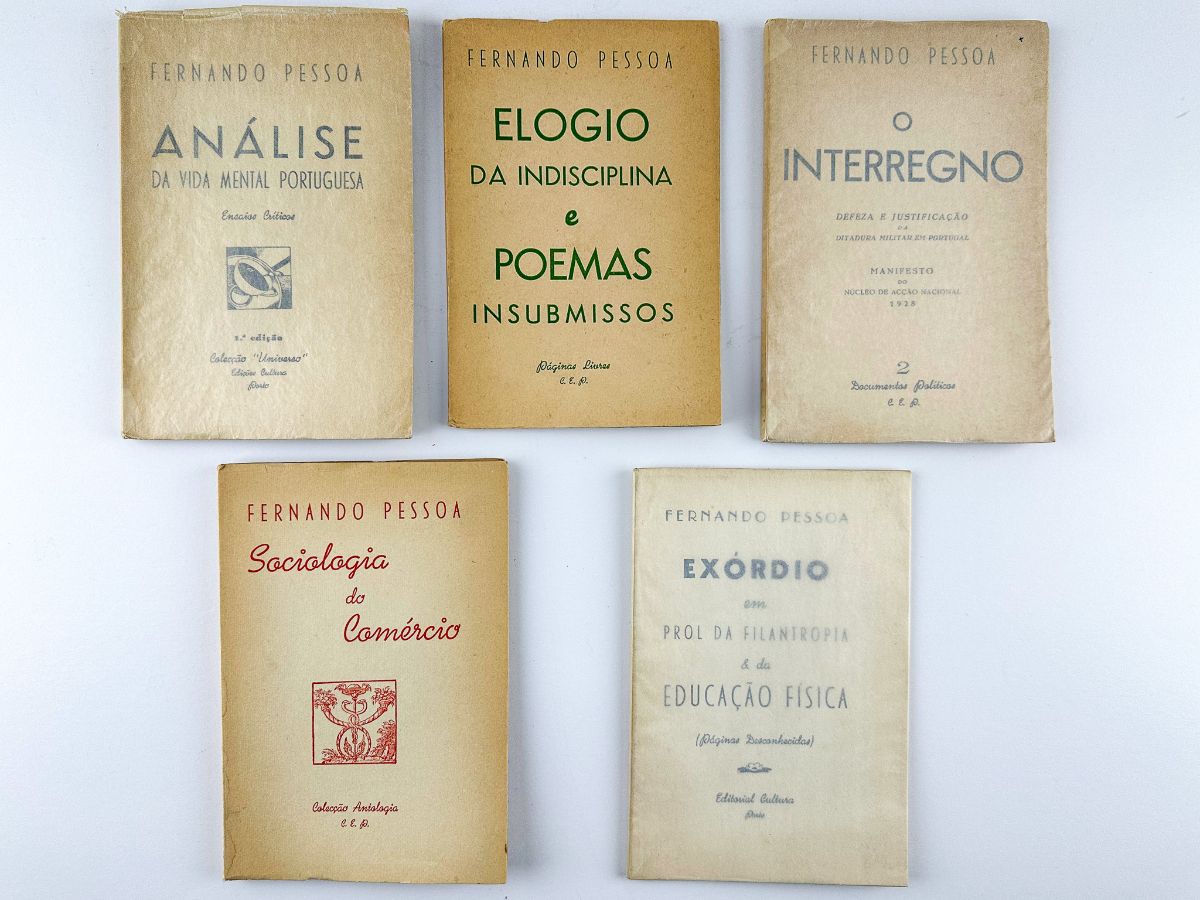 FERNANDO PESSOA
ANÁLISE
DA VIDA MENTAL PORTUGUESA
Ensaios Críticos
1.ª edição
Colecção "Universo"
Edições Cultura
Porto
FERNANDO PESSOA
ELOGIO
DA INDISCIPLINA
e
POEMAS
INSUBMISSOS
Páginas Livres
C. E. P.
FERNANDO PESSOA
O
INTERREGNO
DEFEZA E JUSTIFICAÇÃO
DA
DITADURA MILITAR EM PORTUGAL
MANIFESTO
DO
NÚCLEO DE ACÇÃO NACIONAL
1928
2
Documentos Políticos
C. E. P.
FERNANDO PESSOA
Sociologia
do
Comércio
Colecção Antologia
C. E. P.
FERNANDO PESSOA
EXÓRDIO
em
PROL DA FILANTROPIA
& da
EDUCAÇÃO FÍSICA
(Páginas Desconhecidas)
Editorial Cultura
Porto